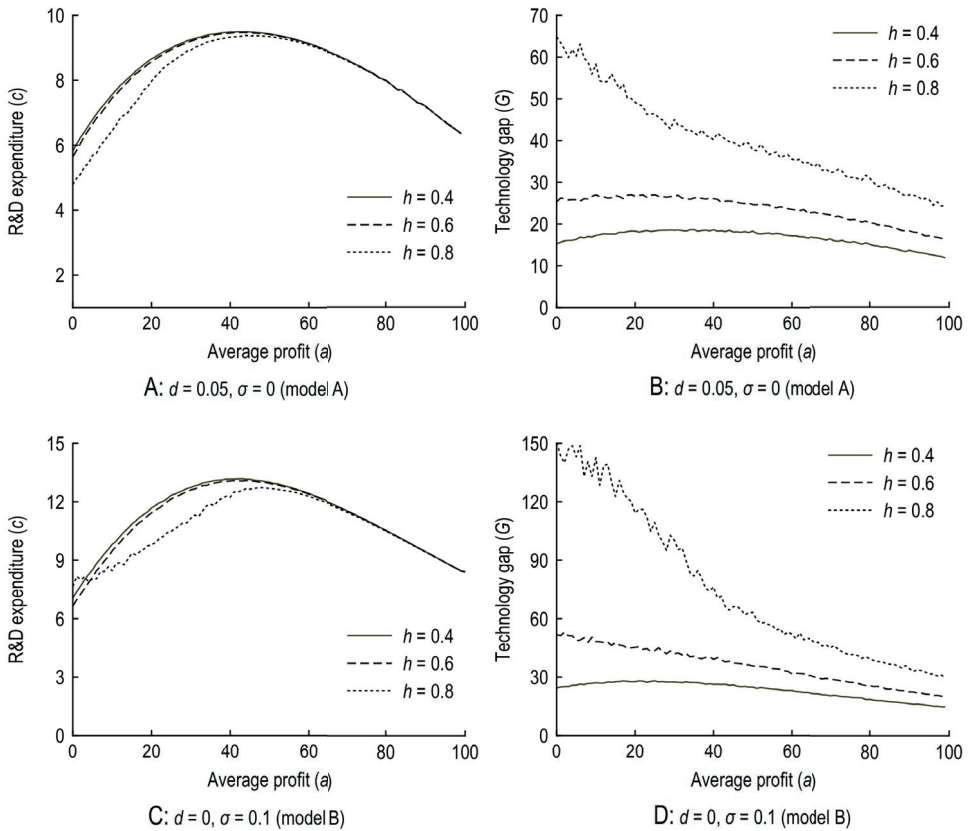 10
8
6
4
2
R&D expenditure (c)
h = 0.4
h = 0.6
h = 0.8
0 20 40 60 80 100
Average profit (a)
A: d = 0.05, σ = 0 (model A)
70
60
50
40
30
20
10
0
Technology gap (G)
h = 0.4
h = 0.6
h = 0.8
0 20 40 60 80 100
Average profit (a)
B: d = 0.05, σ = 0 (model A)
15
12
9
6
3
0
R&D expenditure (c)
h = 0.4
h = 0.6
h = 0.8
0 20 40 60 80 100
Average profit (a)
C: d = 0, σ = 0.1 (model B)
150
120
90
60
30
0
Technology gap (G)
h = 0.4
h = 0.6
h = 0.8
0 20 40 60 80 100
Average profit (a)
D: d = 0, σ = 0.1 (model B)